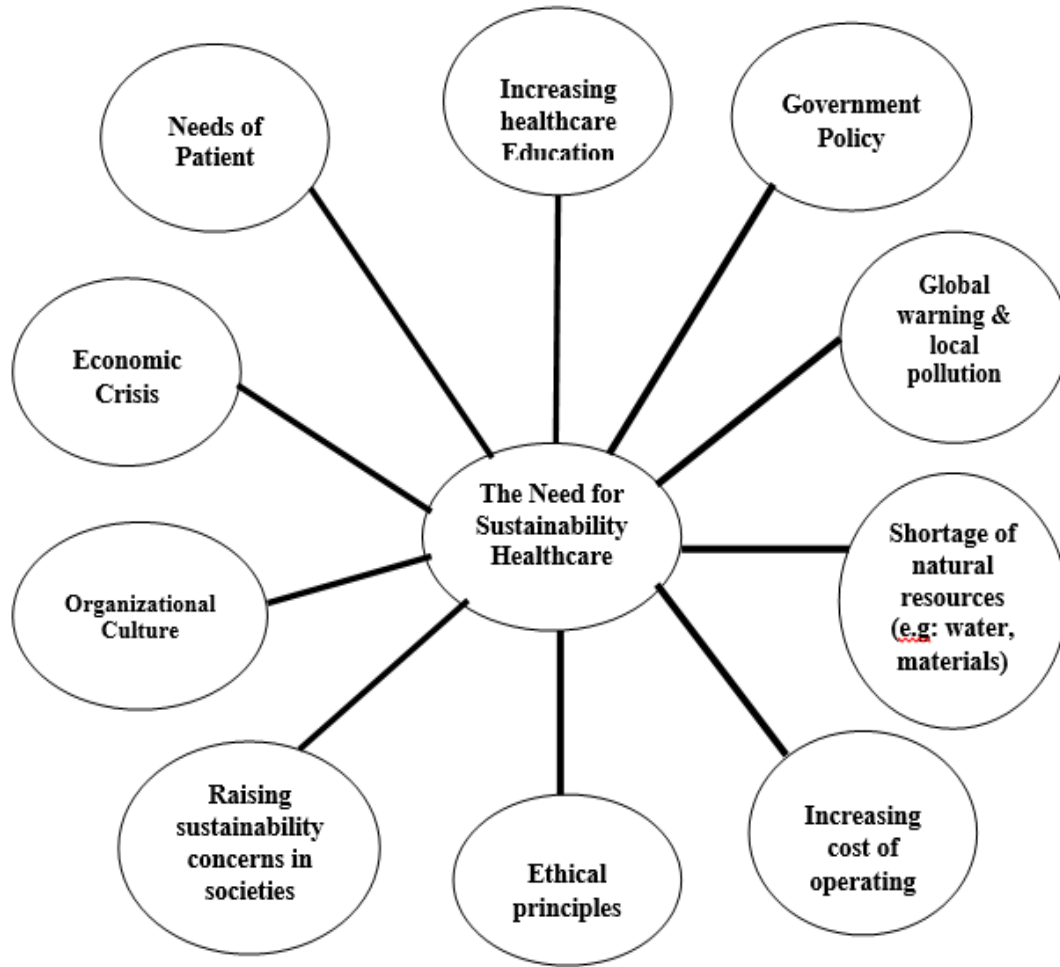 Needs of
Patient
Increasing
healthcare
Education
Government
Policy
Global
warning &
local
pollution
Economic
Crisis
The Need for
Sustainability
Healthcare
Shortage of
natural
resources
(e.g: water,
materials)
Organizational
Culture
Raising
sustainability
concerns in
societies
Ethical
principles
Increasing
cost of
operating